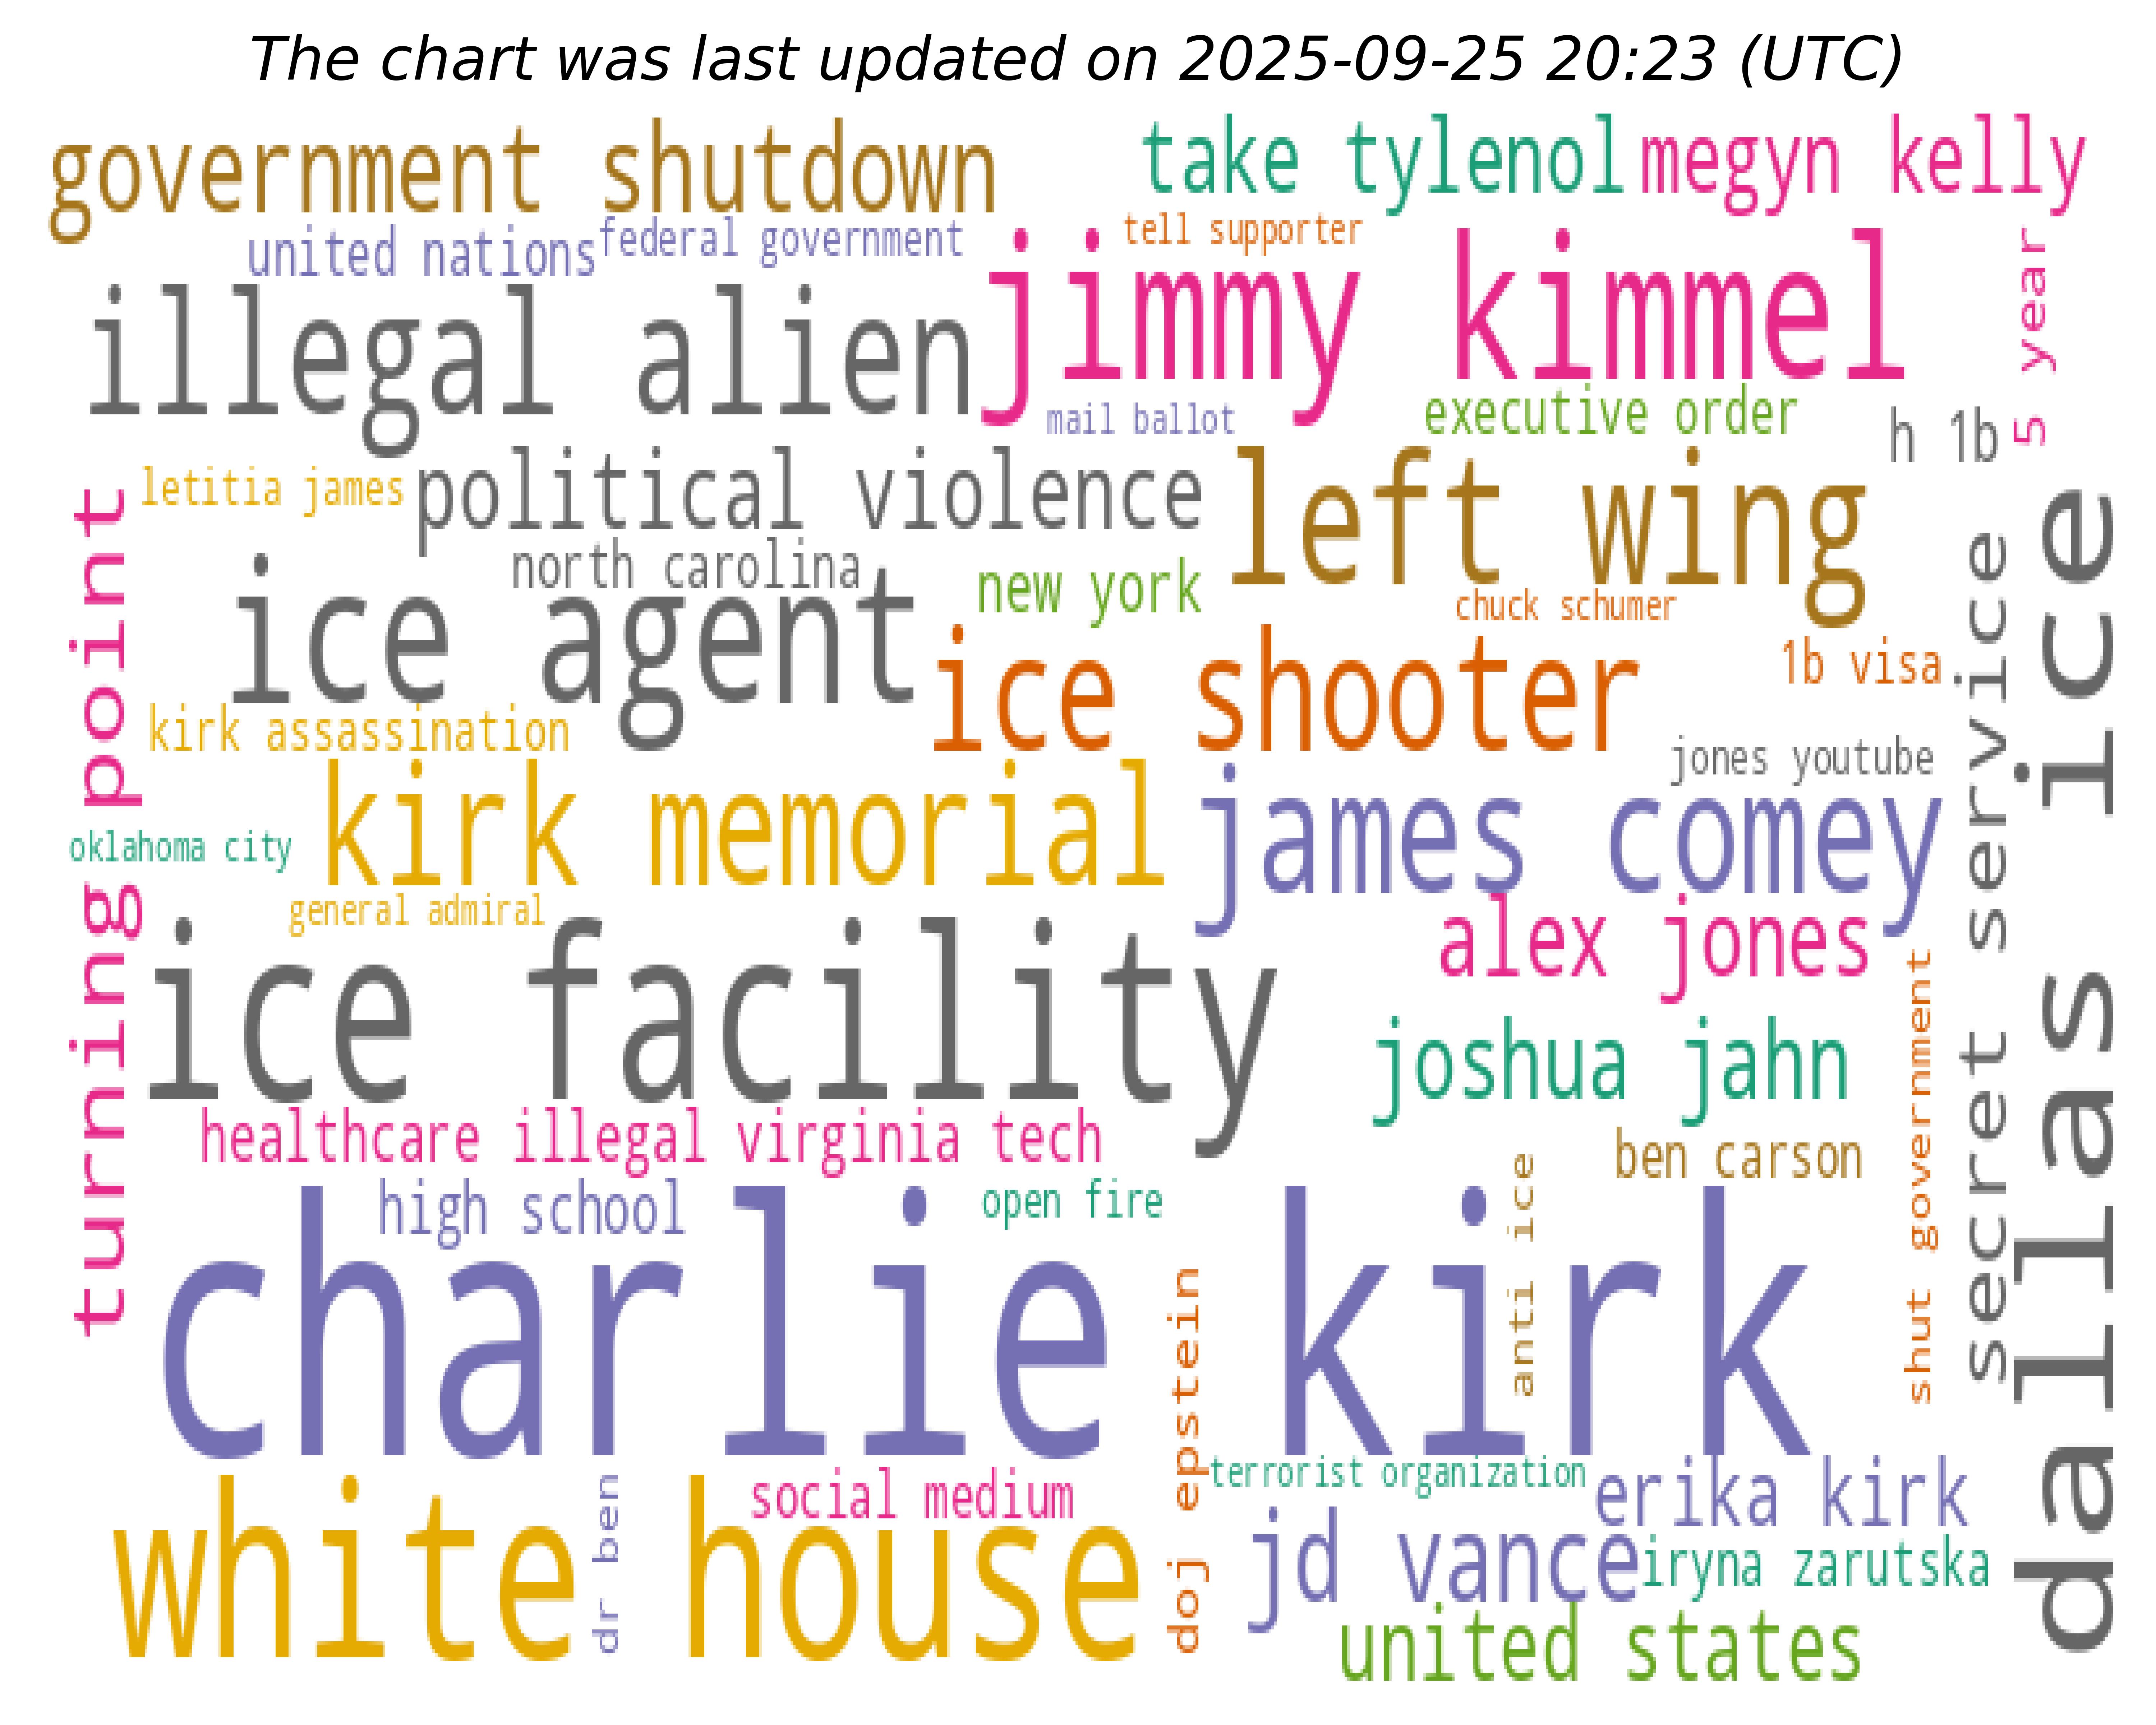 The chart was last updated on 2025-09-25 20:23 (UTC)
government shutdown
take tylenol
megyn kelly
united nations
federal government
tell supporter
jimmy kimmel
5 year
illegal alien
mail ballot
executive order
h 1b
letitia james
political violence
left wing
turning point
north carolina
new york
chuck schumer
ice agent
ice shooter
1b visa
secret service
dallas ice
kirk assassination
jones youtube
kirk memorial
james comey
oklahoma city
general admiral
alex jones
ice facility
joshua jahn
shut government
healthcare illegal
virginia tech
ben carson
anti ice
high school
open fire
charlie kirk
doj epstein
terrorist organization
erika kirk
social medium
white house
dr ben
jd vance
iryna zarutska
united states